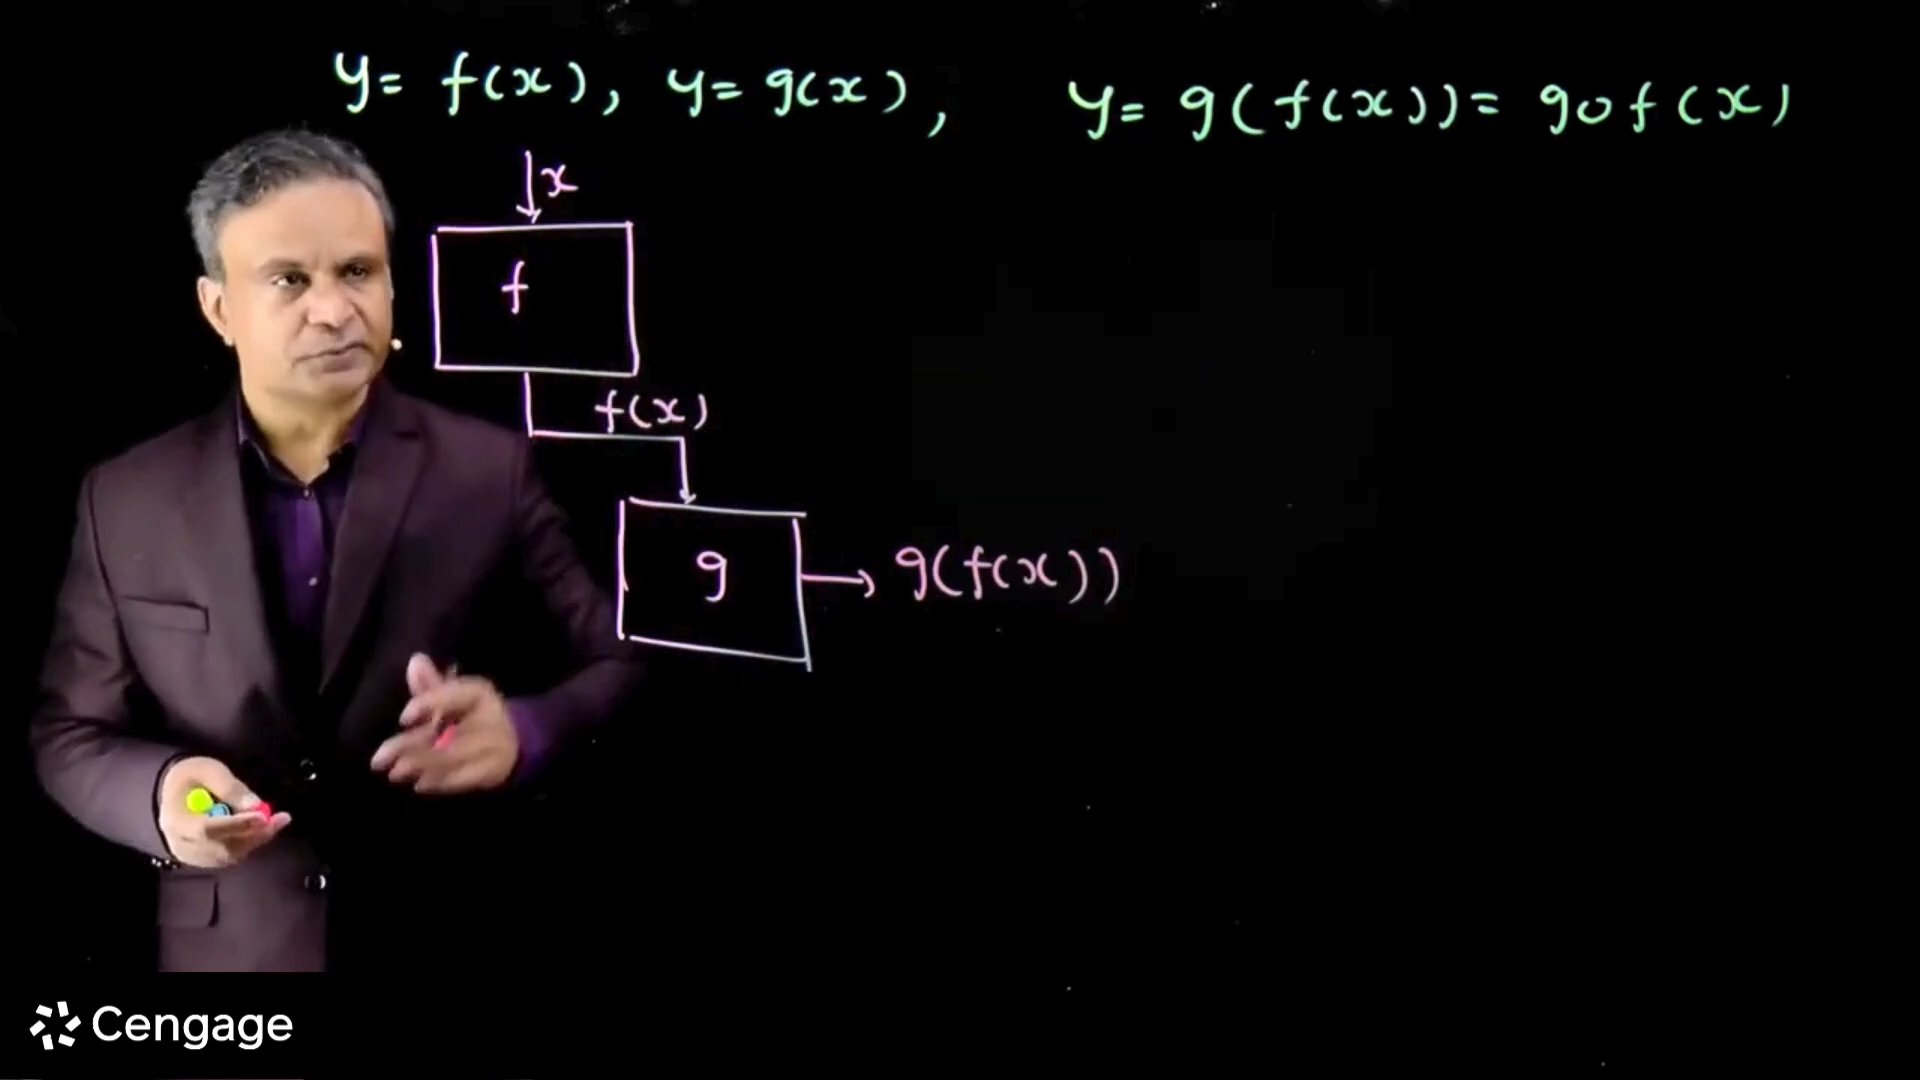 y = f(x), y = g(x), y = g(f(x)) = gof(x)
x
f
f(x)
g
g(f(x))
Cengage